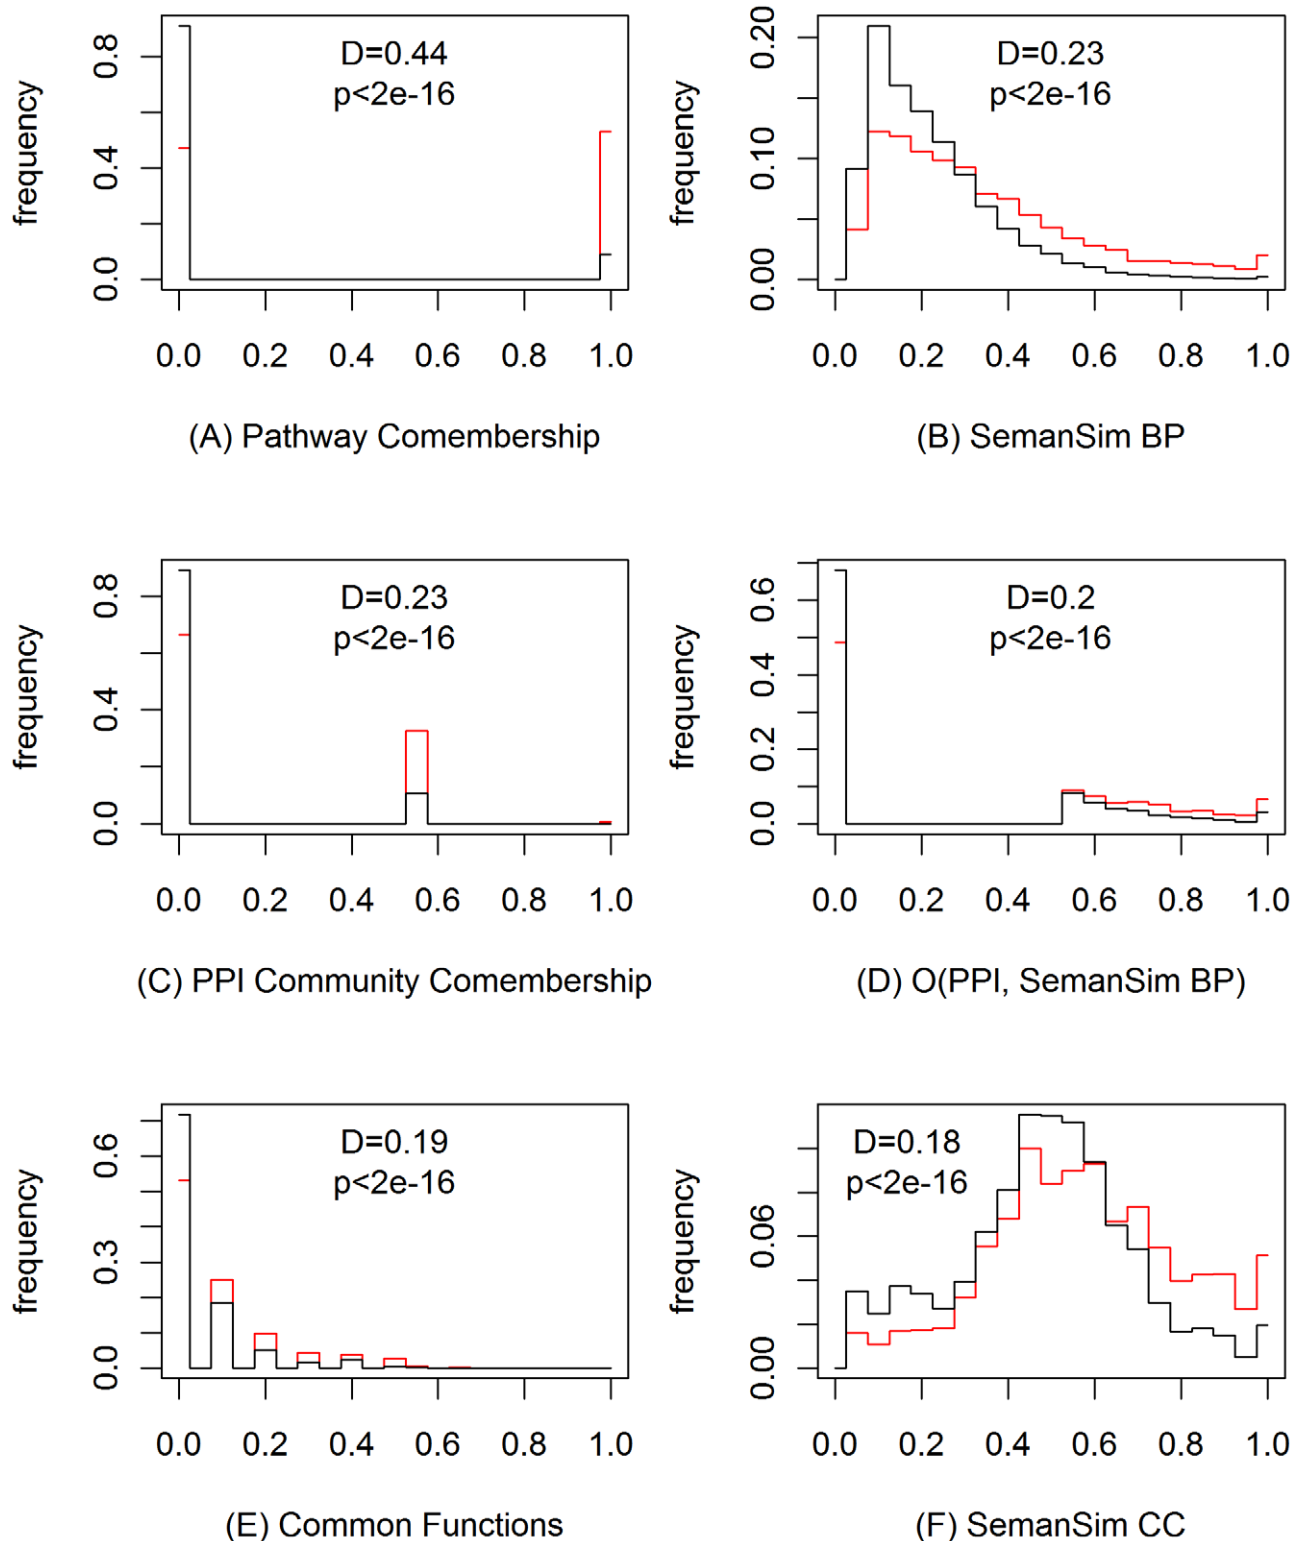 frequency
0.0 0.4 0.8
D=0.44
p<2e-16
0.0 0.2 0.4 0.6 0.8 1.0
(A) Pathway Comembership
frequency
0.00 0.10 0.20
D=0.23
p<2e-16
0.0 0.2 0.4 0.6 0.8 1.0
(B) SemanSim BP
frequency
0.0 0.4 0.8
D=0.23
p<2e-16
0.0 0.2 0.4 0.6 0.8 1.0
(C) PPI Community Comembership
frequency
0.0 0.2 0.4 0.6
D=0.2
p<2e-16
0.0 0.2 0.4 0.6 0.8 1.0
(D) O(PPI, SemanSim BP)
frequency
0.0 0.3 0.6
D=0.19
p<2e-16
0.0 0.2 0.4 0.6 0.8 1.0
(E) Common Functions
frequency
0.00 0.06
D=0.18
p<2e-16
0.0 0.2 0.4 0.6 0.8 1.0
(F) SemanSim CC